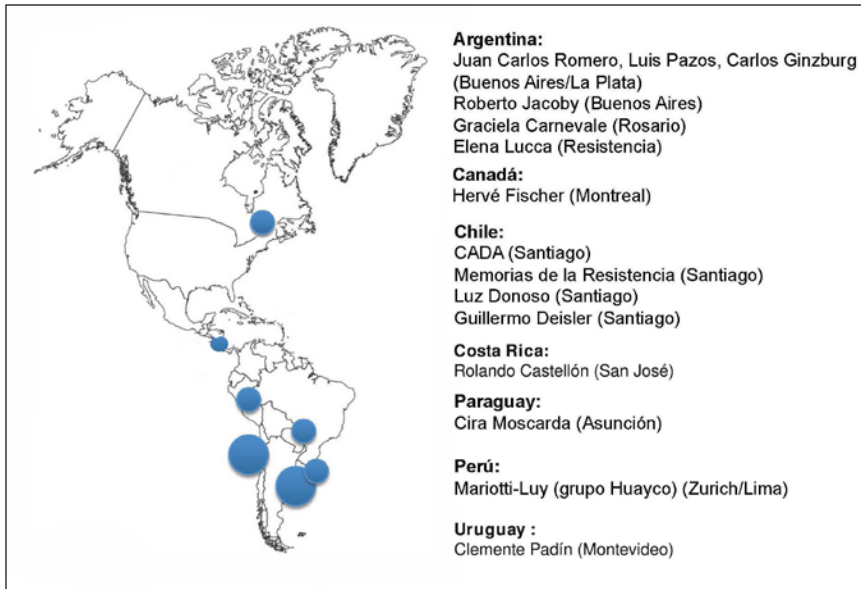 Argentina:
Juan Carlos Romero, Luis Pazos, Carlos Ginzburg
(Buenos Aires/La Plata)
Roberto Jacoby (Buenos Aires)
Graciela Carnevale (Rosario)
Elena Lucca (Resistencia)
Canadá:
Hervé Fischer (Montreal)
Chile:
CADA (Santiago)
Memorias de la Resistencia (Santiago)
Luz Donoso (Santiago)
Guillermo Deisler (Santiago)
Costa Rica:
Rolando Castellón (San José)
Paraguay:
Cira Moscarda (Asunción)
Perú:
Mariotti-Luy (grupo Huayco) (Zurich/Lima)
Uruguay :
Clemente Padín (Montevideo)